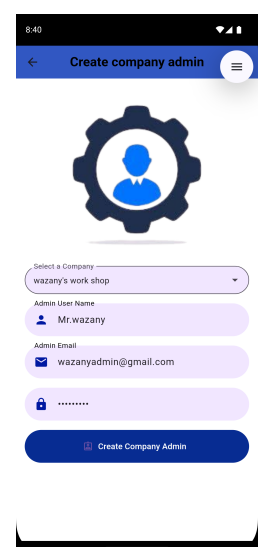 8:40
Create company admin
Select a Company
wazany's work shop
Admin User Name
Mr.wazany
Admin Email
wazanyadmin@gmail.com
•••••••••
Create Company Admin